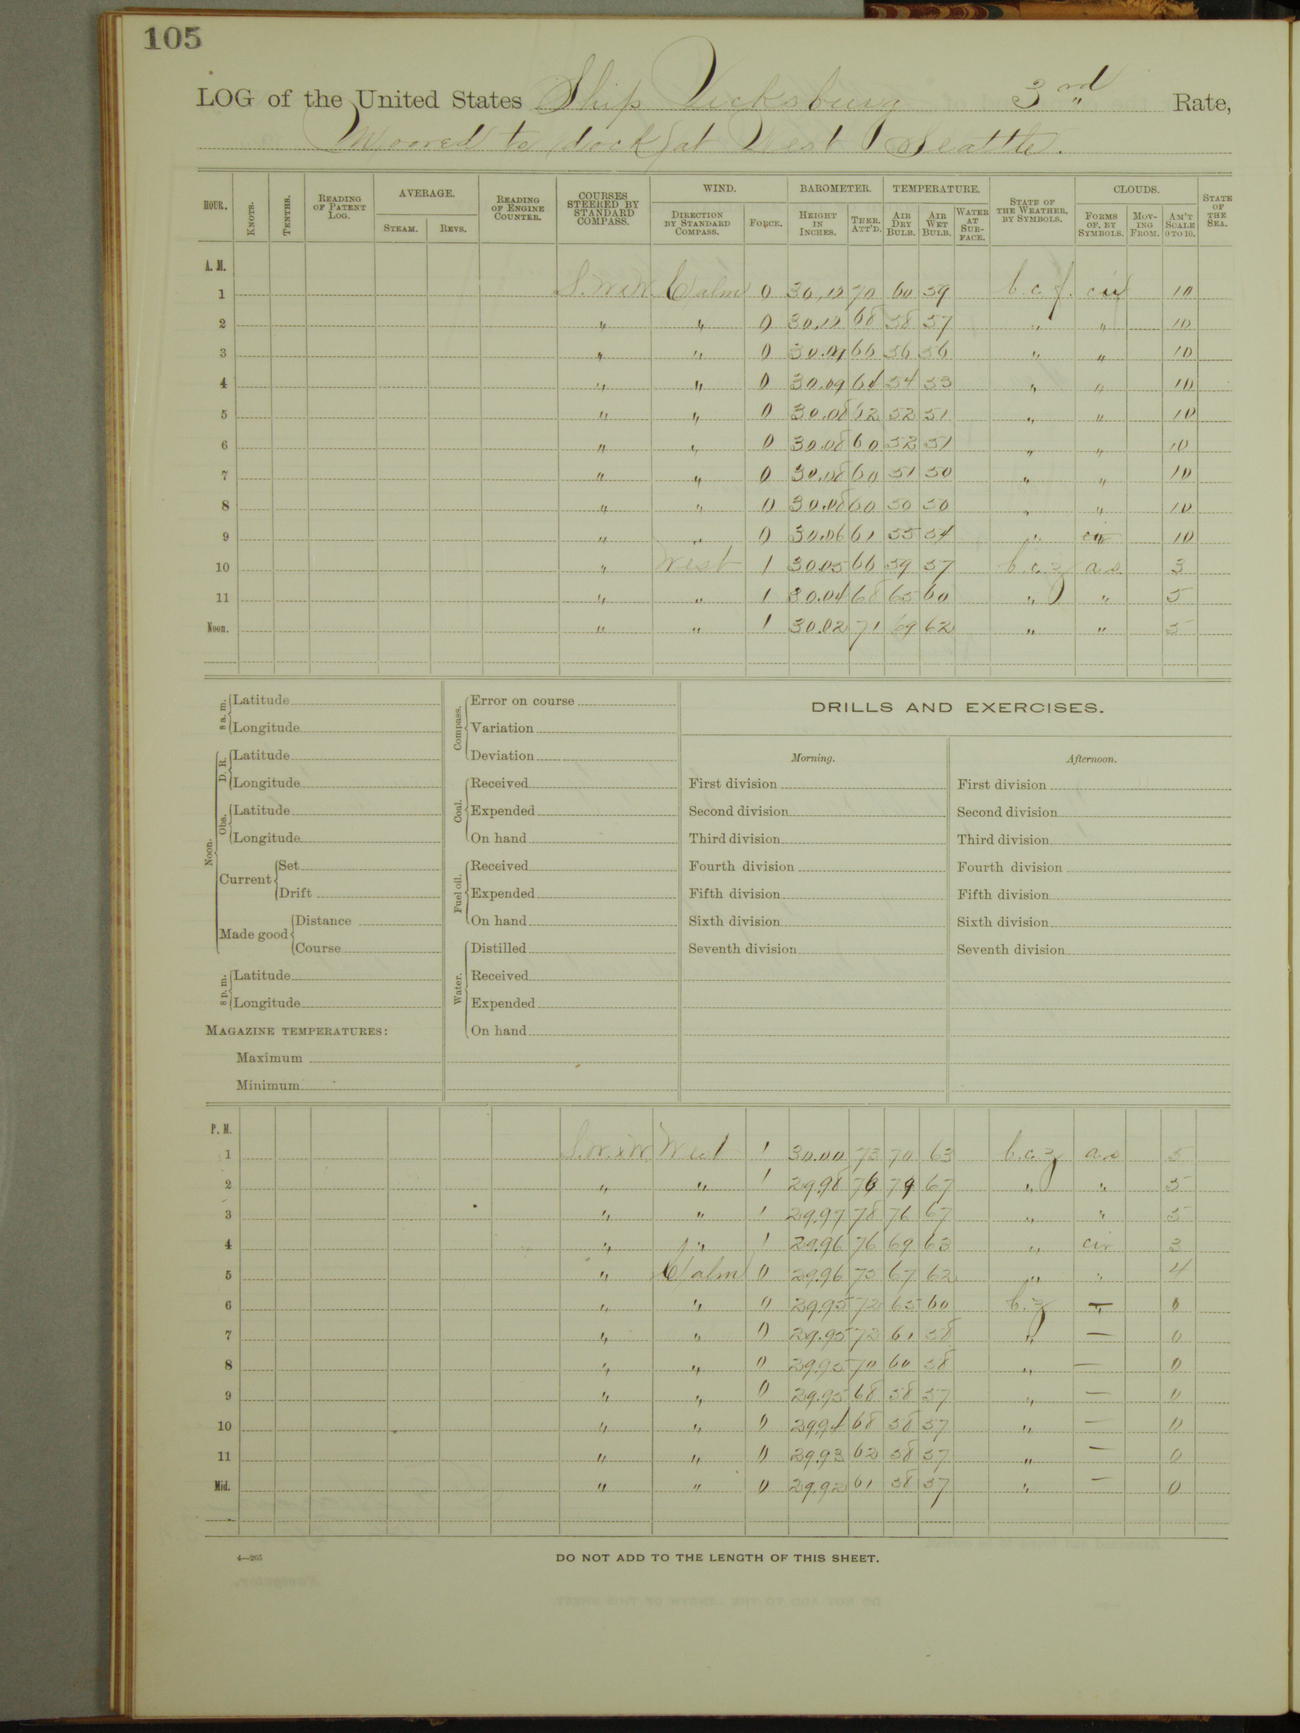 105
LOG of the United States Ship Vicksburg 3rd Rate,
Moored to dock at West Seattle.
HOUR. KNOTS. TENTHS. READING OF PATENT LOG. AVERAGE. STEAM. REVS. READING OF ENGINE COUNTER. COURSES STEERED BY STANDARD COMPASS. WIND. DIRECTION BY STANDARD COMPASS. FORCE. BAROMETER. HEIGHT IN INCHES. THER. ATT'D. TEMPERATURE. AIR DRY BULB. AIR WET BULB. WATER AT SURFACE. STATE OF THE WEATHER, BY SYMBOLS. CLOUDS. FORMS OF, BY SYMBOLS. MOVING FROM. AM'T SCALE 0 TO 10. STATE OF THE SEA.
A. M.
1 S.WxW. Calm 0 30.12 70 60 59 b.c.f. cir 10
2 " " 0 30.12 68 58 57 " " 10
3 " " 0 30.09 66 56 56 " " 10
4 " " 0 30.09 64 54 53 " " 10
5 " " 0 30.08 62 52 51 " " 10
6 " " 0 30.08 60 52 51 " " 10
7 " " 0 30.08 60 51 50 " " 10
8 " " 0 30.08 60 50 50 " " 10
9 " " 0 30.06 61 55 54 " cir 10
10 " West 1 30.05 66 59 57 b.c.z a.s. 3
11 " " 1 30.04 68 65 60 " " 5
Noon. " " 1 30.02 71 69 62 " " 5
8 a. m. Latitude
Longitude
Noon. D. R. Latitude
Longitude
Obs. Latitude
Longitude
Current Set
Drift
Made good Distance
Course
8 p. m. Latitude
Longitude
MAGAZINE TEMPERATURES:
Maximum
Minimum
Compass. Error on course
Variation
Deviation
Coal. Received
Expended
On hand
Fuel oil. Received
Expended
On hand
Water. Distilled
Received
Expended
On hand
DRILLS AND EXERCISES.
Morning. Afternoon.
First division First division
Second division Second division
Third division Third division
Fourth division Fourth division
Fifth division Fifth division
Sixth division Sixth division
Seventh division Seventh division
P. M.
1 S.W.xW. West 1 30.00 73 70 63 b.c.z a.s 5
2 " " 1 29.98 76 79 67 " " 5
3 " " 1 29.97 78 76 67 " " 5
4 " " 1 29.96 76 69 63 " cir 3
5 " Calm 0 29.96 73 67 62 " " 4
6 " " 0 29.95 72 65 60 b.z — 0
7 " " 0 29.95 72 61 58 " — 0
8 " " 0 29.95 70 60 58 " — 0
9 " " 0 29.95 68 58 57 " — 0
10 " " 0 29.94 68 58 57 " — 0
11 " " 0 29.93 62 58 57 " — 0
Mid. " " 0 29.92 61 58 57 " — 0
4—205
DO NOT ADD TO THE LENGTH OF THIS SHEET.